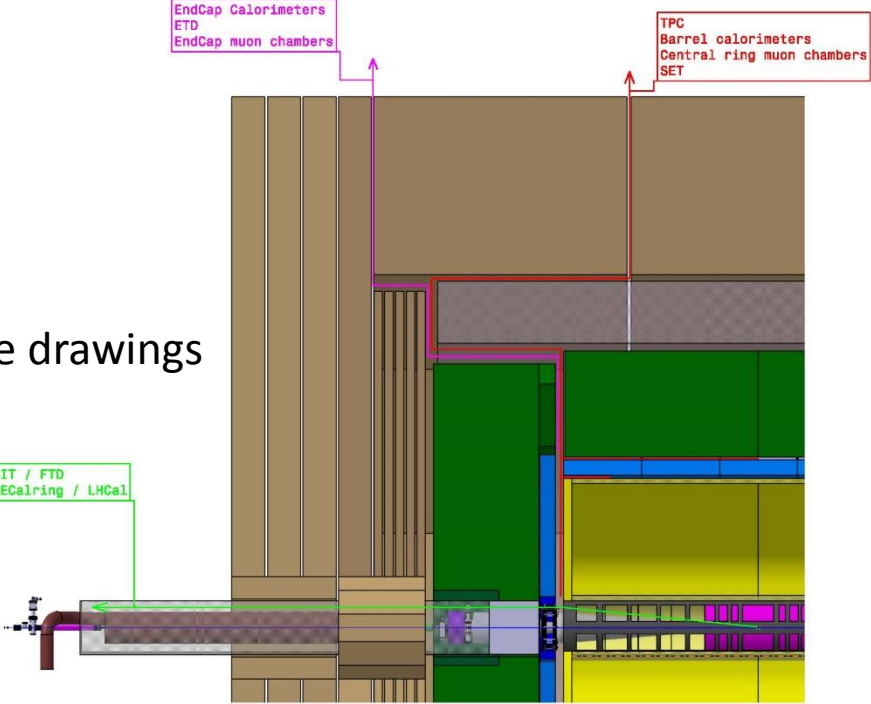 EndCap Calorimeters
ETD
EndCap muon chambers
TPC
Barrel calorimeters
Central ring muon chambers
SET
drawings
IT / FTD
ECalring / LHCal